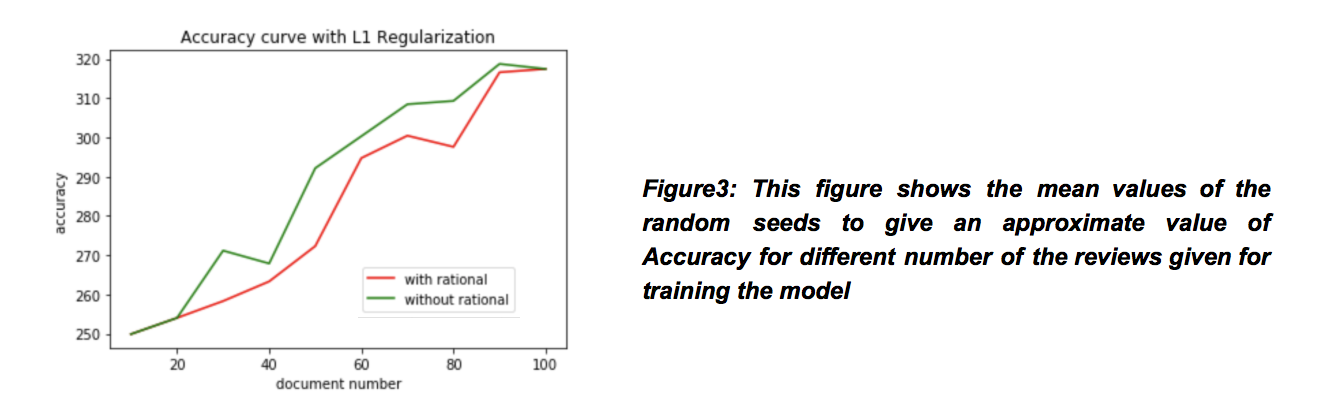 Accuracy curve with L1 Regularization
320
310
300
290
280
270
260
250
accuracy
20 40 60 80 100
document number
with rational
without rational
Figure3: This figure shows the mean values of the
random seeds to give an approximate value of
Accuracy for different number of the reviews given for
training the model